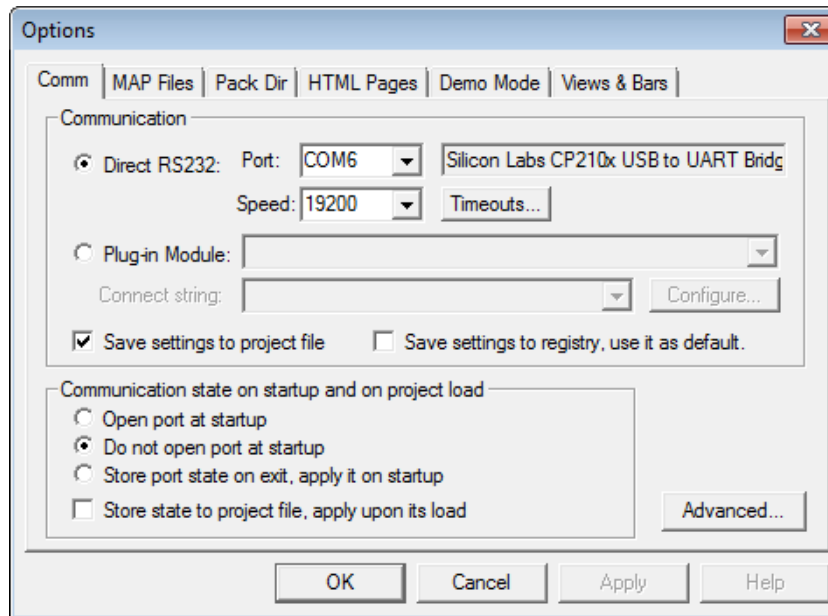 Options
Comm MAP Files Pack Dir HTML Pages Demo Mode Views & Bars
Communication
Direct RS232: Port: COM6 Silicon Labs CP210x USB to UART Bridg
Speed: 19200 Timeouts...
Plug-in Module:
Connect string: Configure...
Save settings to project file Save settings to registry, use it as default.
Communication state on startup and on project load
Open port at startup
Do not open port at startup
Store port state on exit, apply it on startup
Store state to project file, apply upon its load Advanced...
OK Cancel Apply Help